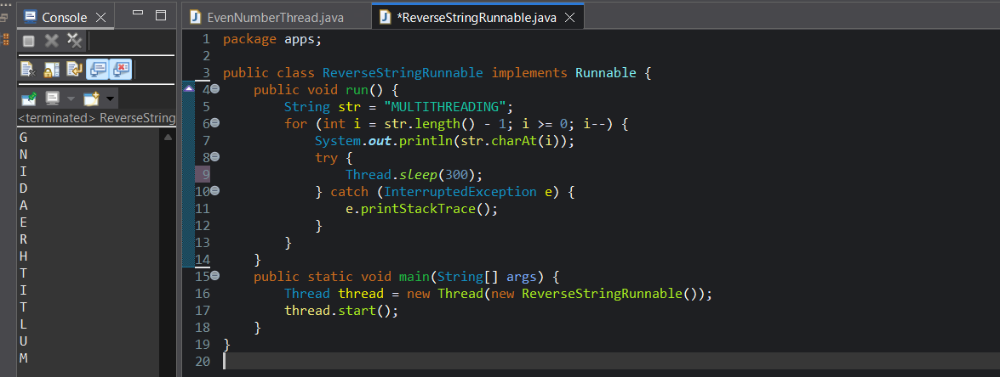 Console
<terminated> ReverseString
G
N
I
D
A
E
R
H
T
I
T
L
U
M
EvenNumberThread.java
*ReverseStringRunnable.java
1 package apps;
2
3 public class ReverseStringRunnable implements Runnable {
4     public void run() {
5         String str = "MULTITHREADING";
6         for (int i = str.length() - 1; i >= 0; i--) {
7             System.out.println(str.charAt(i));
8             try {
9                 Thread.sleep(300);
10             } catch (InterruptedException e) {
11                 e.printStackTrace();
12             }
13         }
14     }
15     public static void main(String[] args) {
16         Thread thread = new Thread(new ReverseStringRunnable());
17         thread.start();
18     }
19 }
20